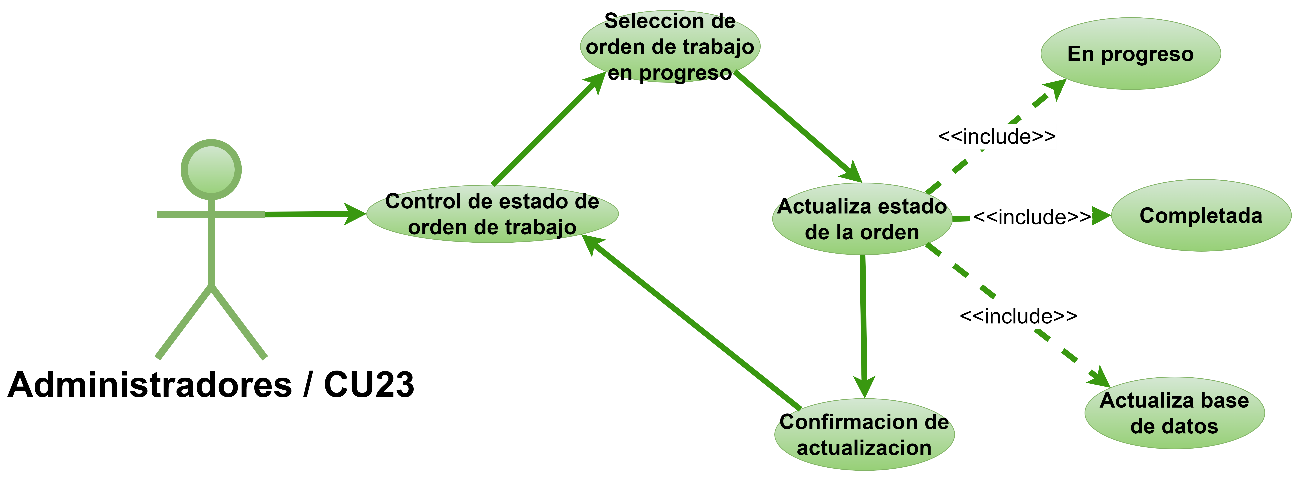 Seleccion de
orden de trabajo
en progreso
En progreso
<<include>>
Control de estado de
orden de trabajo
Actualiza estado
de la orden
<<include>>
Completada
<<include>>
Administradores / CU23
Confirmacion de
actualizacion
Actualiza base
de datos